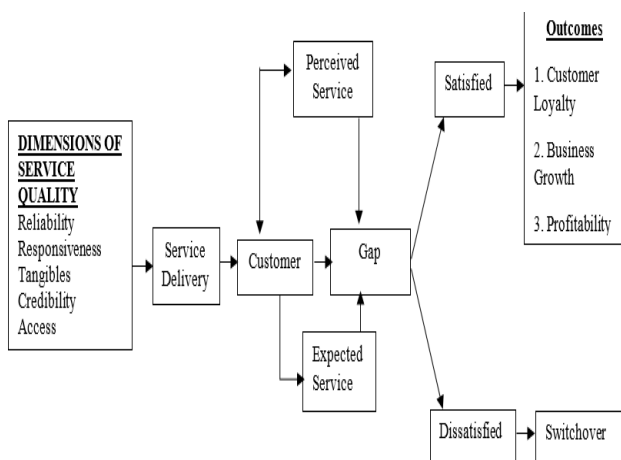 DIMENSIONS OF
SERVICE
QUALITY
Reliability
Responsiveness
Tangibles
Credibility
Access
Service
Delivery
Customer
Perceived
Service
Expected
Service
Gap
Satisfied
Dissatisfied
Switchover
Outcomes
1. Customer
Loyalty
2. Business
Growth
3. Profitability